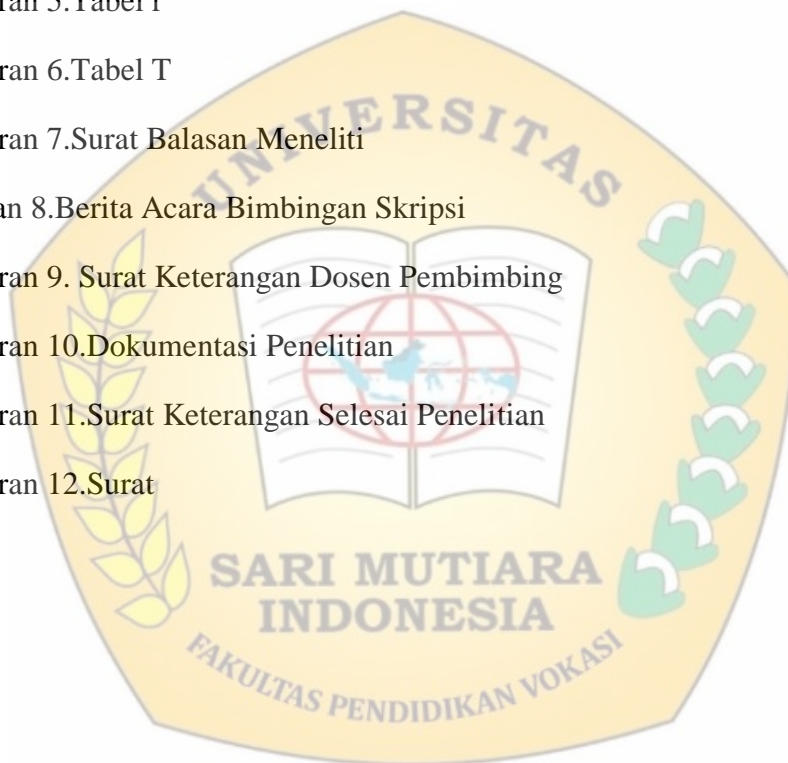 ran 5.Tabel r
ran 6.Tabel T
ran 7.Surat Balasan Meneliti
an 8.Berita Acara Bimbingan Skripsi
ran 9. Surat Keterangan Dosen Pembimbing
ran 10.Dokumentasi Penelitian
ran 11.Surat Keterangan Selesai Penelitian
ran 12.Surat
UNIVERSITAS
SARI MUTIARA
INDONESIA
FAKULTAS PENDIDIKAN VOKASI